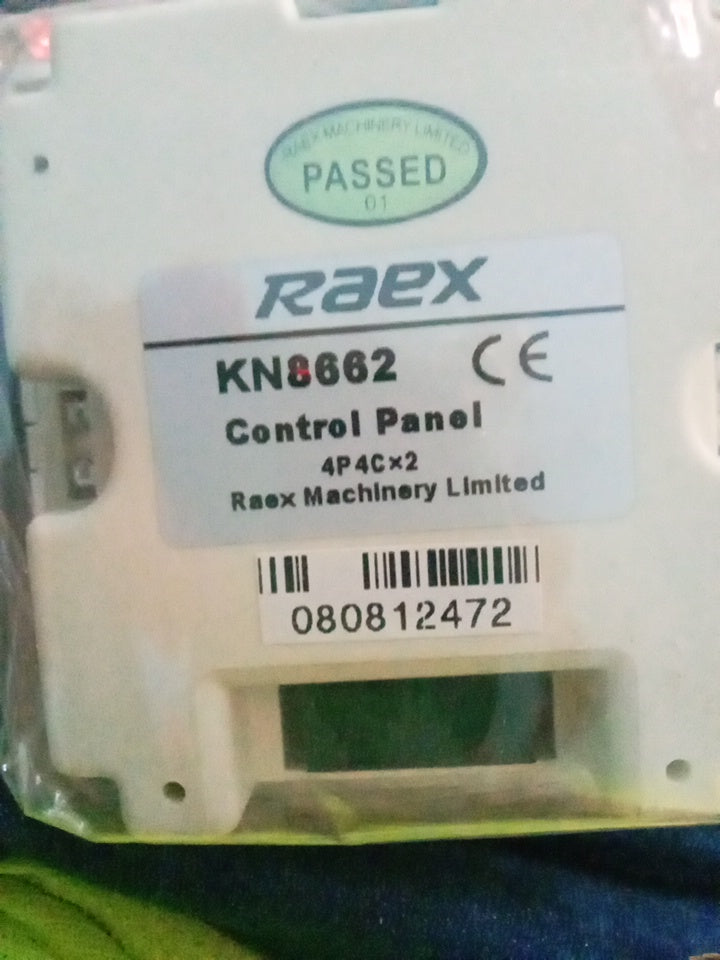 RAEX MACHINERY LIMITED
PASSED
01
Raex
KN8662 CE
Control Panel
4P4C×2
Raex Machinery Limited
080812472